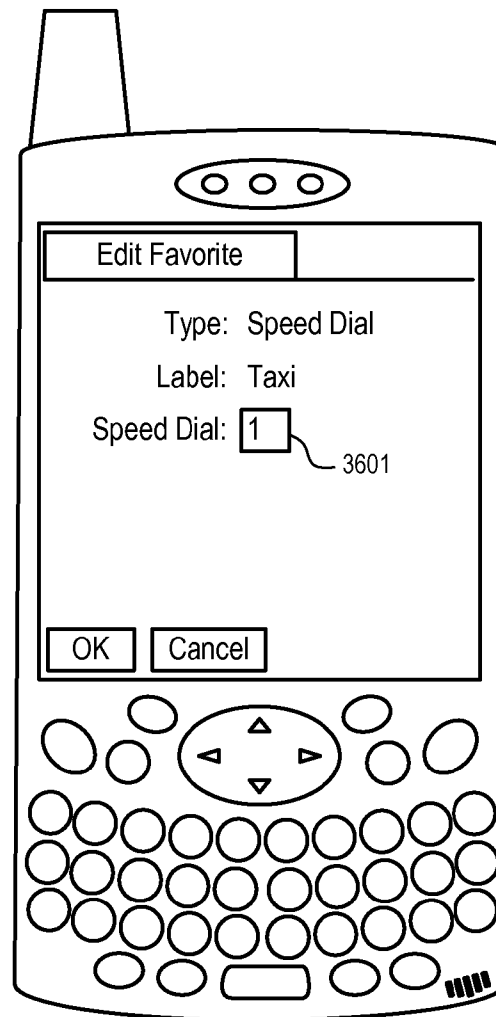 Edit Favorite
Type: Speed Dial
Label: Taxi
Speed Dial: 1
3601
OK Cancel